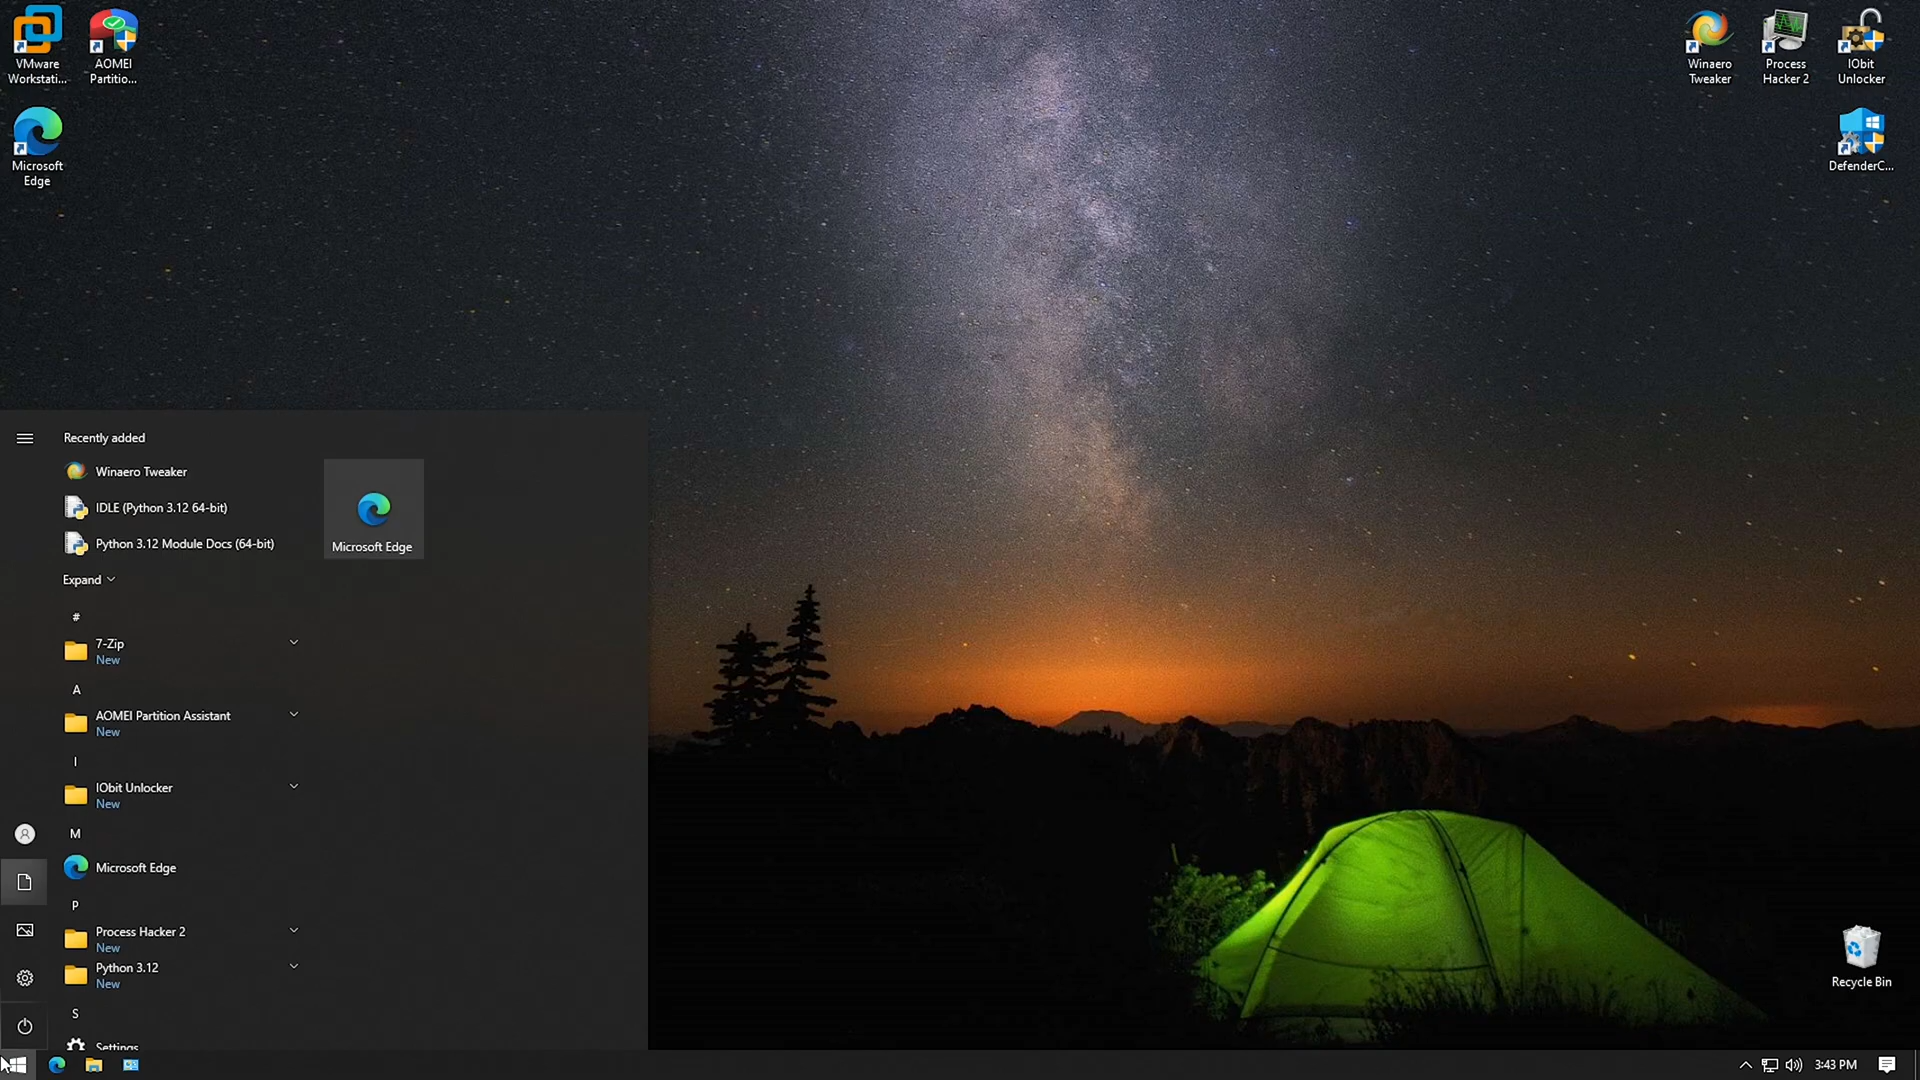 VMware
Workstati...
AOMEI
Partitio...
Microsoft
Edge
Winaero
Tweaker
Process
Hacker 2
IObit
Unlocker
DefenderC...
Recently added
Winaero Tweaker
IDLE (Python 3.12 64-bit)
Python 3.12 Module Docs (64-bit)
Expand
#
7-Zip
New
A
AOMEI Partition Assistant
New
I
IObit Unlocker
New
M
Microsoft Edge
P
Process Hacker 2
New
Python 3.12
New
S
Settings
Microsoft Edge
Recycle Bin
3:43 PM